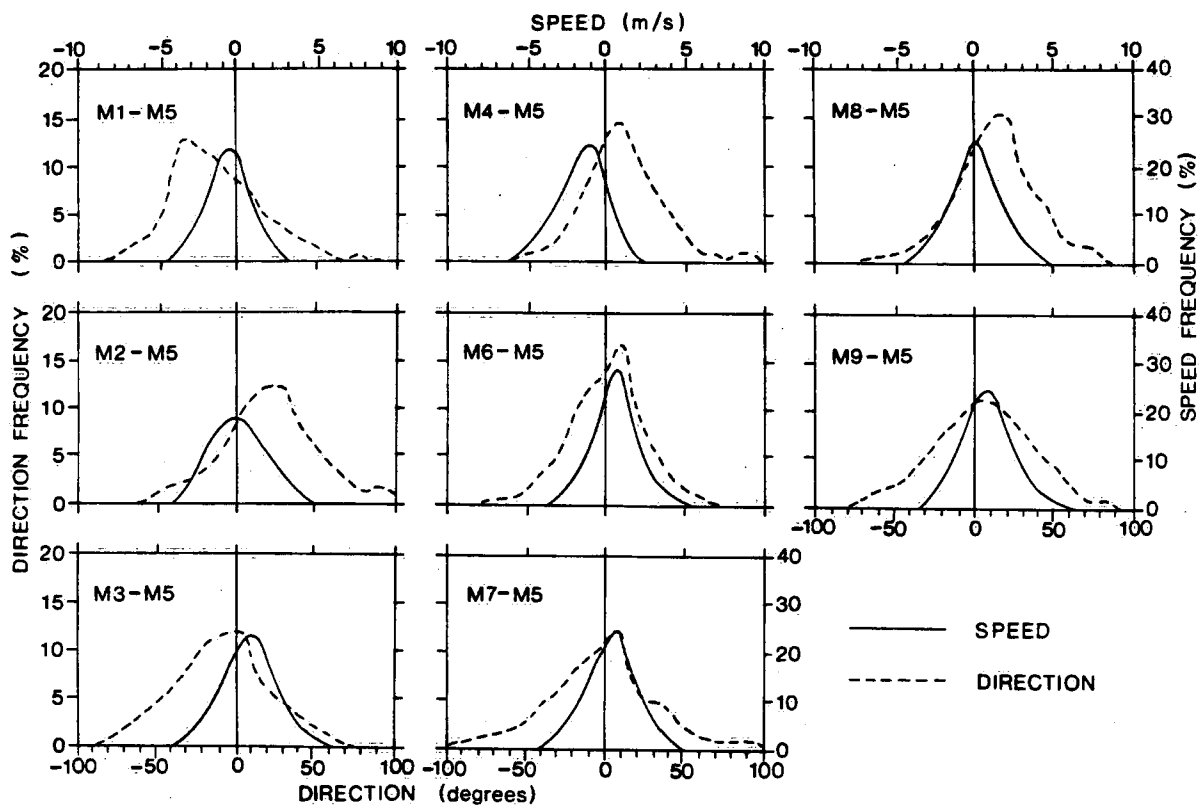 SPEED (m/s)
-10 -5 0 5 10
-10 -5 0 5 10
-10 -5 0 5 10
20 15 10 5 0
M1-M5
M4-M5
M8-M5
40 30 20 10 0
DIRECTION FREQUENCY (%)
SPEED FREQUENCY (%)
20 15 10 5 0
M2-M5
M6-M5
M9-M5
40 30 20 10 0
-100 -50 0 50 100
20 15 10 5 0
M3-M5
M7-M5
40 30 20 10 0
SPEED
DIRECTION
-100 -50 0 50
-100 -50 0 50 100
DIRECTION (degrees)